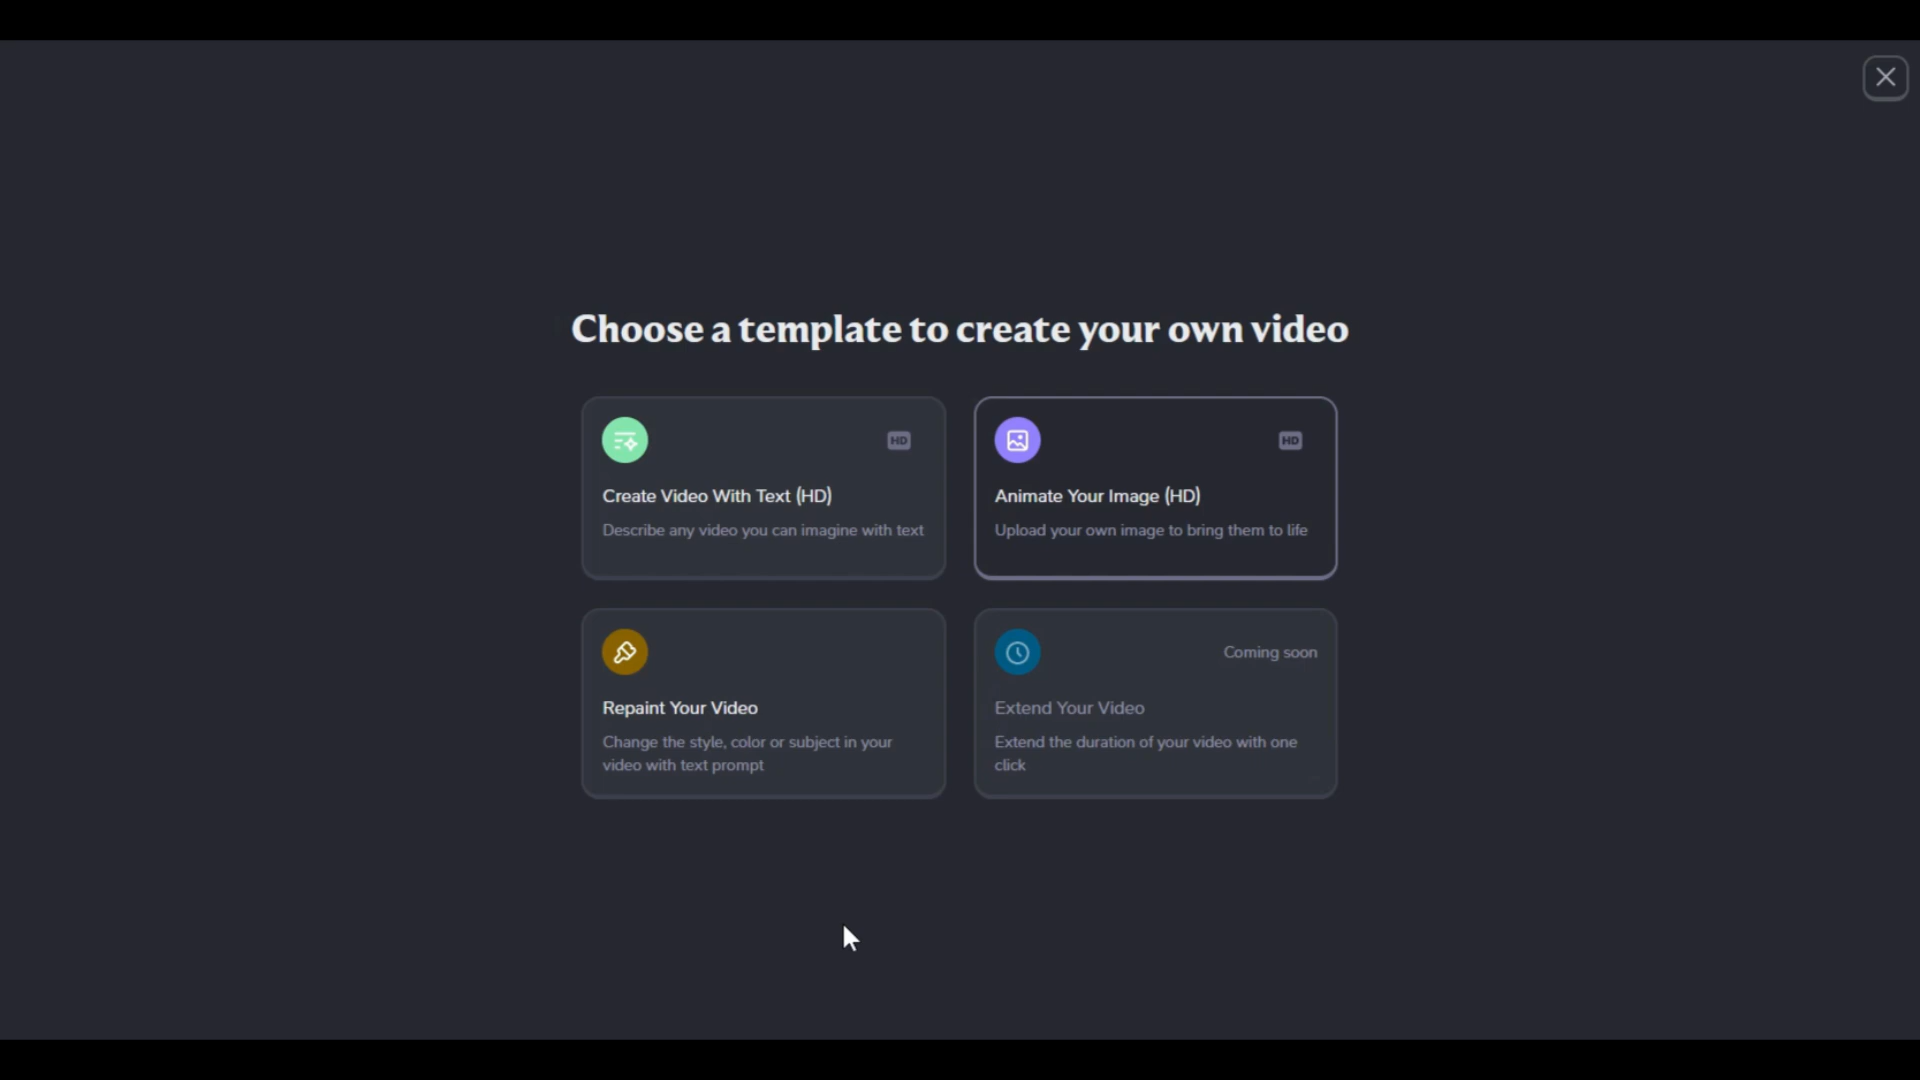 Choose a template to create your own video
HD
Create Video With Text (HD)
Describe any video you can imagine with text
HD
Animate Your Image (HD)
Upload your own image to bring them to life
Repaint Your Video
Change the style, color or subject in your
video with text prompt
Coming soon
Extend Your Video
Extend the duration of your video with one
click